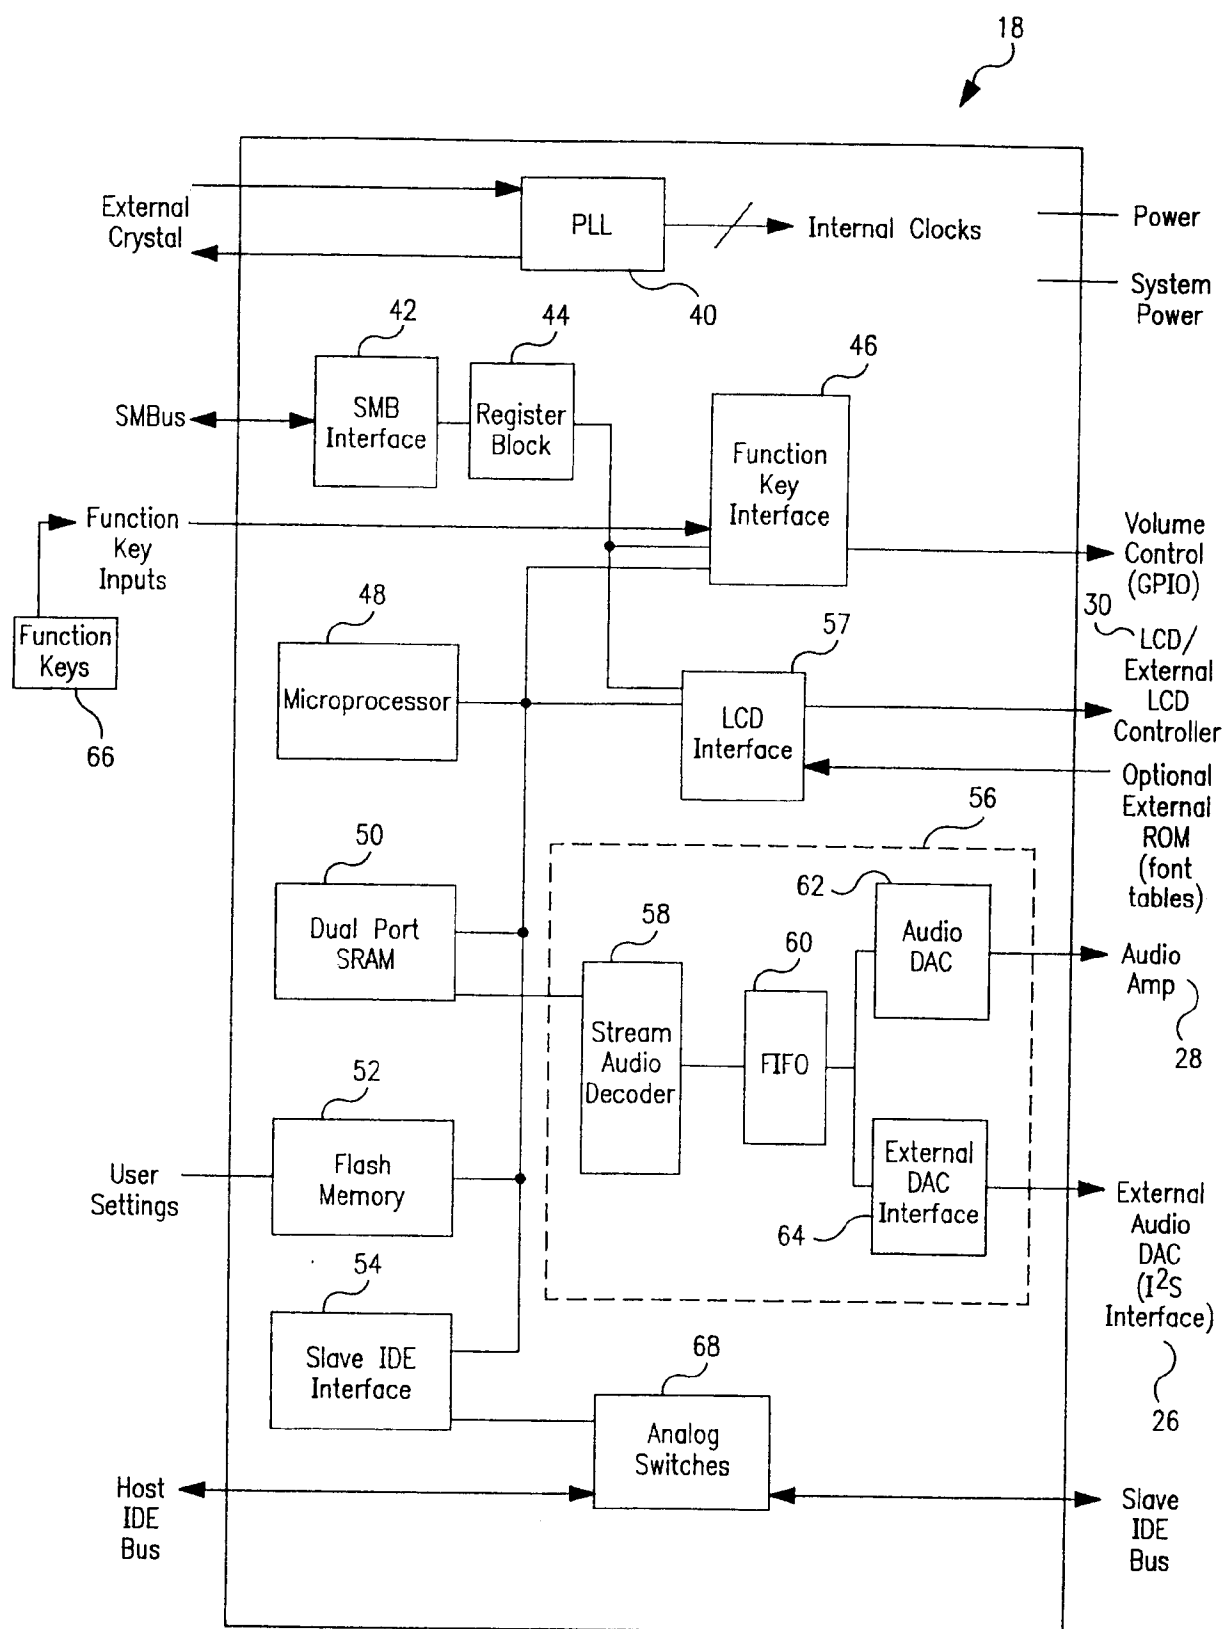 18
External
Crystal
PLL
Internal Clocks
Power
40
System
Power
42
44
46
SMBus
SMB
Interface
Register
Block
Function
Key
Interface
Function
Key
Inputs
Volume
Control
(GPIO)
48
57
30
Function
Keys
66
Microprocessor
LCD
Interface
LCD/
External
LCD
Controller
Optional
External
ROM
(font
tables)
50
56
62
Dual Port
SRAM
58
60
Audio
DAC
Audio
Amp
28
Stream
Audio
Decoder
FIFO
52
User
Settings
Flash
Memory
External
DAC
Interface
64
External
Audio
DAC
(I²S
Interface)
26
54
Slave IDE
Interface
68
Analog
Switches
Host
IDE
Bus
Slave
IDE
Bus